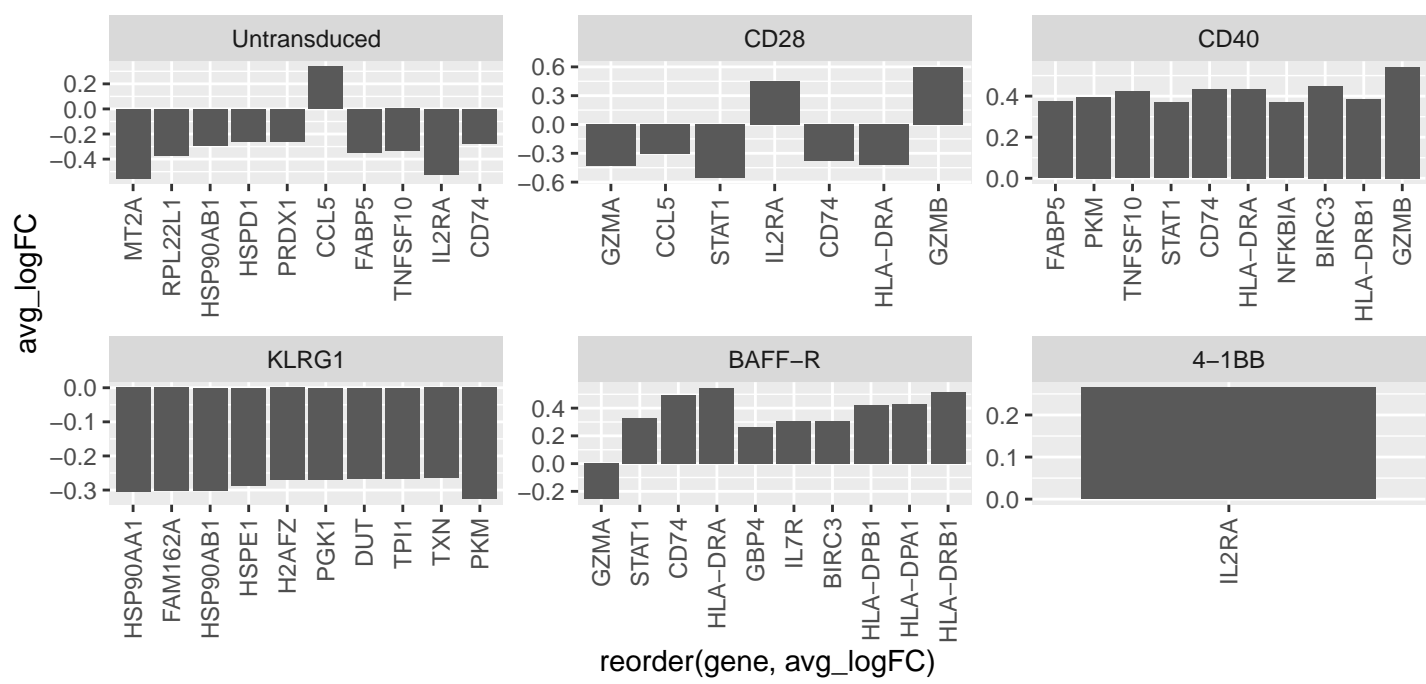 avg_logFC
Untransduced
0.2
0.0
−0.2
−0.4
MT2A
RPL22L1
HSP90AB1
HSPD1
PRDX1
CCL5
FABP5
TNFSF10
IL2RA
CD74
CD28
0.6
0.3
0.0
−0.3
−0.6
GZMA
CCL5
STAT1
IL2RA
CD74
HLA−DRA
GZMB
CD40
0.4
0.2
0.0
FABP5
PKM
TNFSF10
STAT1
CD74
HLA−DRA
NFKBIA
BIRC3
HLA−DRB1
GZMB
KLRG1
0.0
−0.1
−0.2
−0.3
HSP90AA1
FAM162A
HSP90AB1
HSPE1
H2AFZ
PGK1
DUT
TPI1
TXN
PKM
BAFF−R
0.4
0.2
0.0
−0.2
GZMA
STAT1
CD74
HLA−DRA
GBP4
IL7R
BIRC3
HLA−DPB1
HLA−DPA1
HLA−DRB1
4−1BB
0.2
0.1
0.0
IL2RA
reorder(gene, avg_logFC)